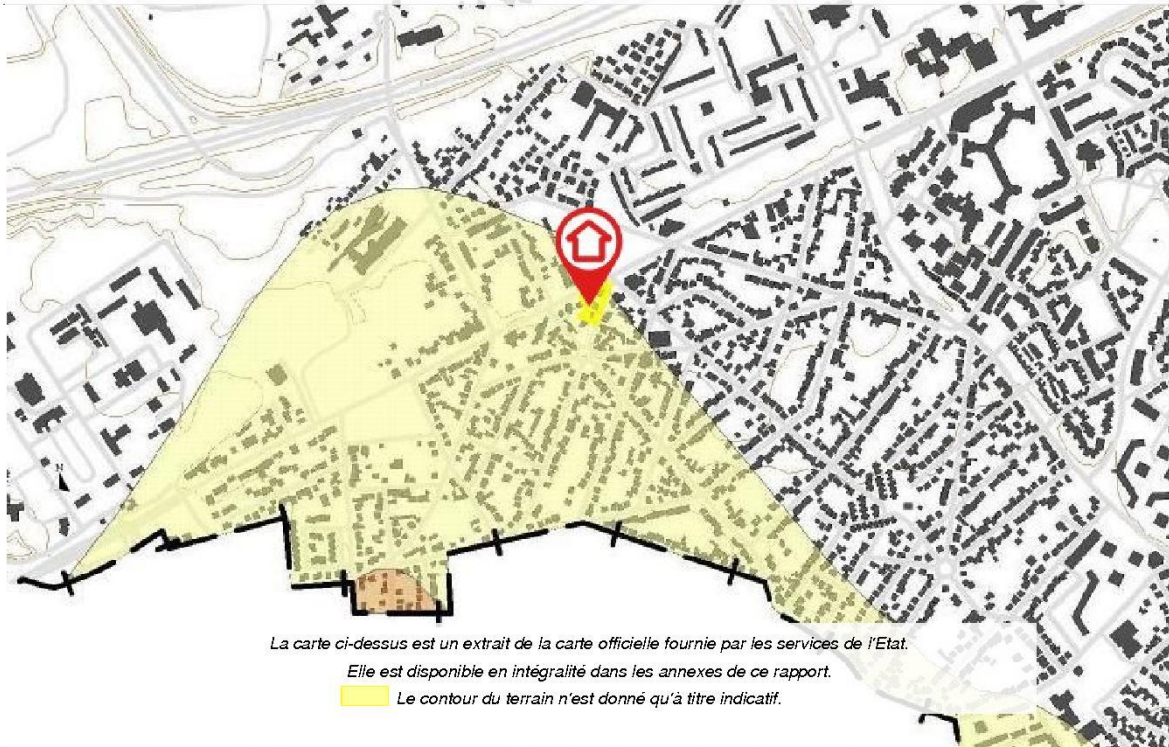 N
La carte ci-dessus est un extrait de la carte officielle fournie par les services de l'Etat.
Elle est disponible en intégralité dans les annexes de ce rapport.
Le contour du terrain n'est donné qu'à titre indicatif.